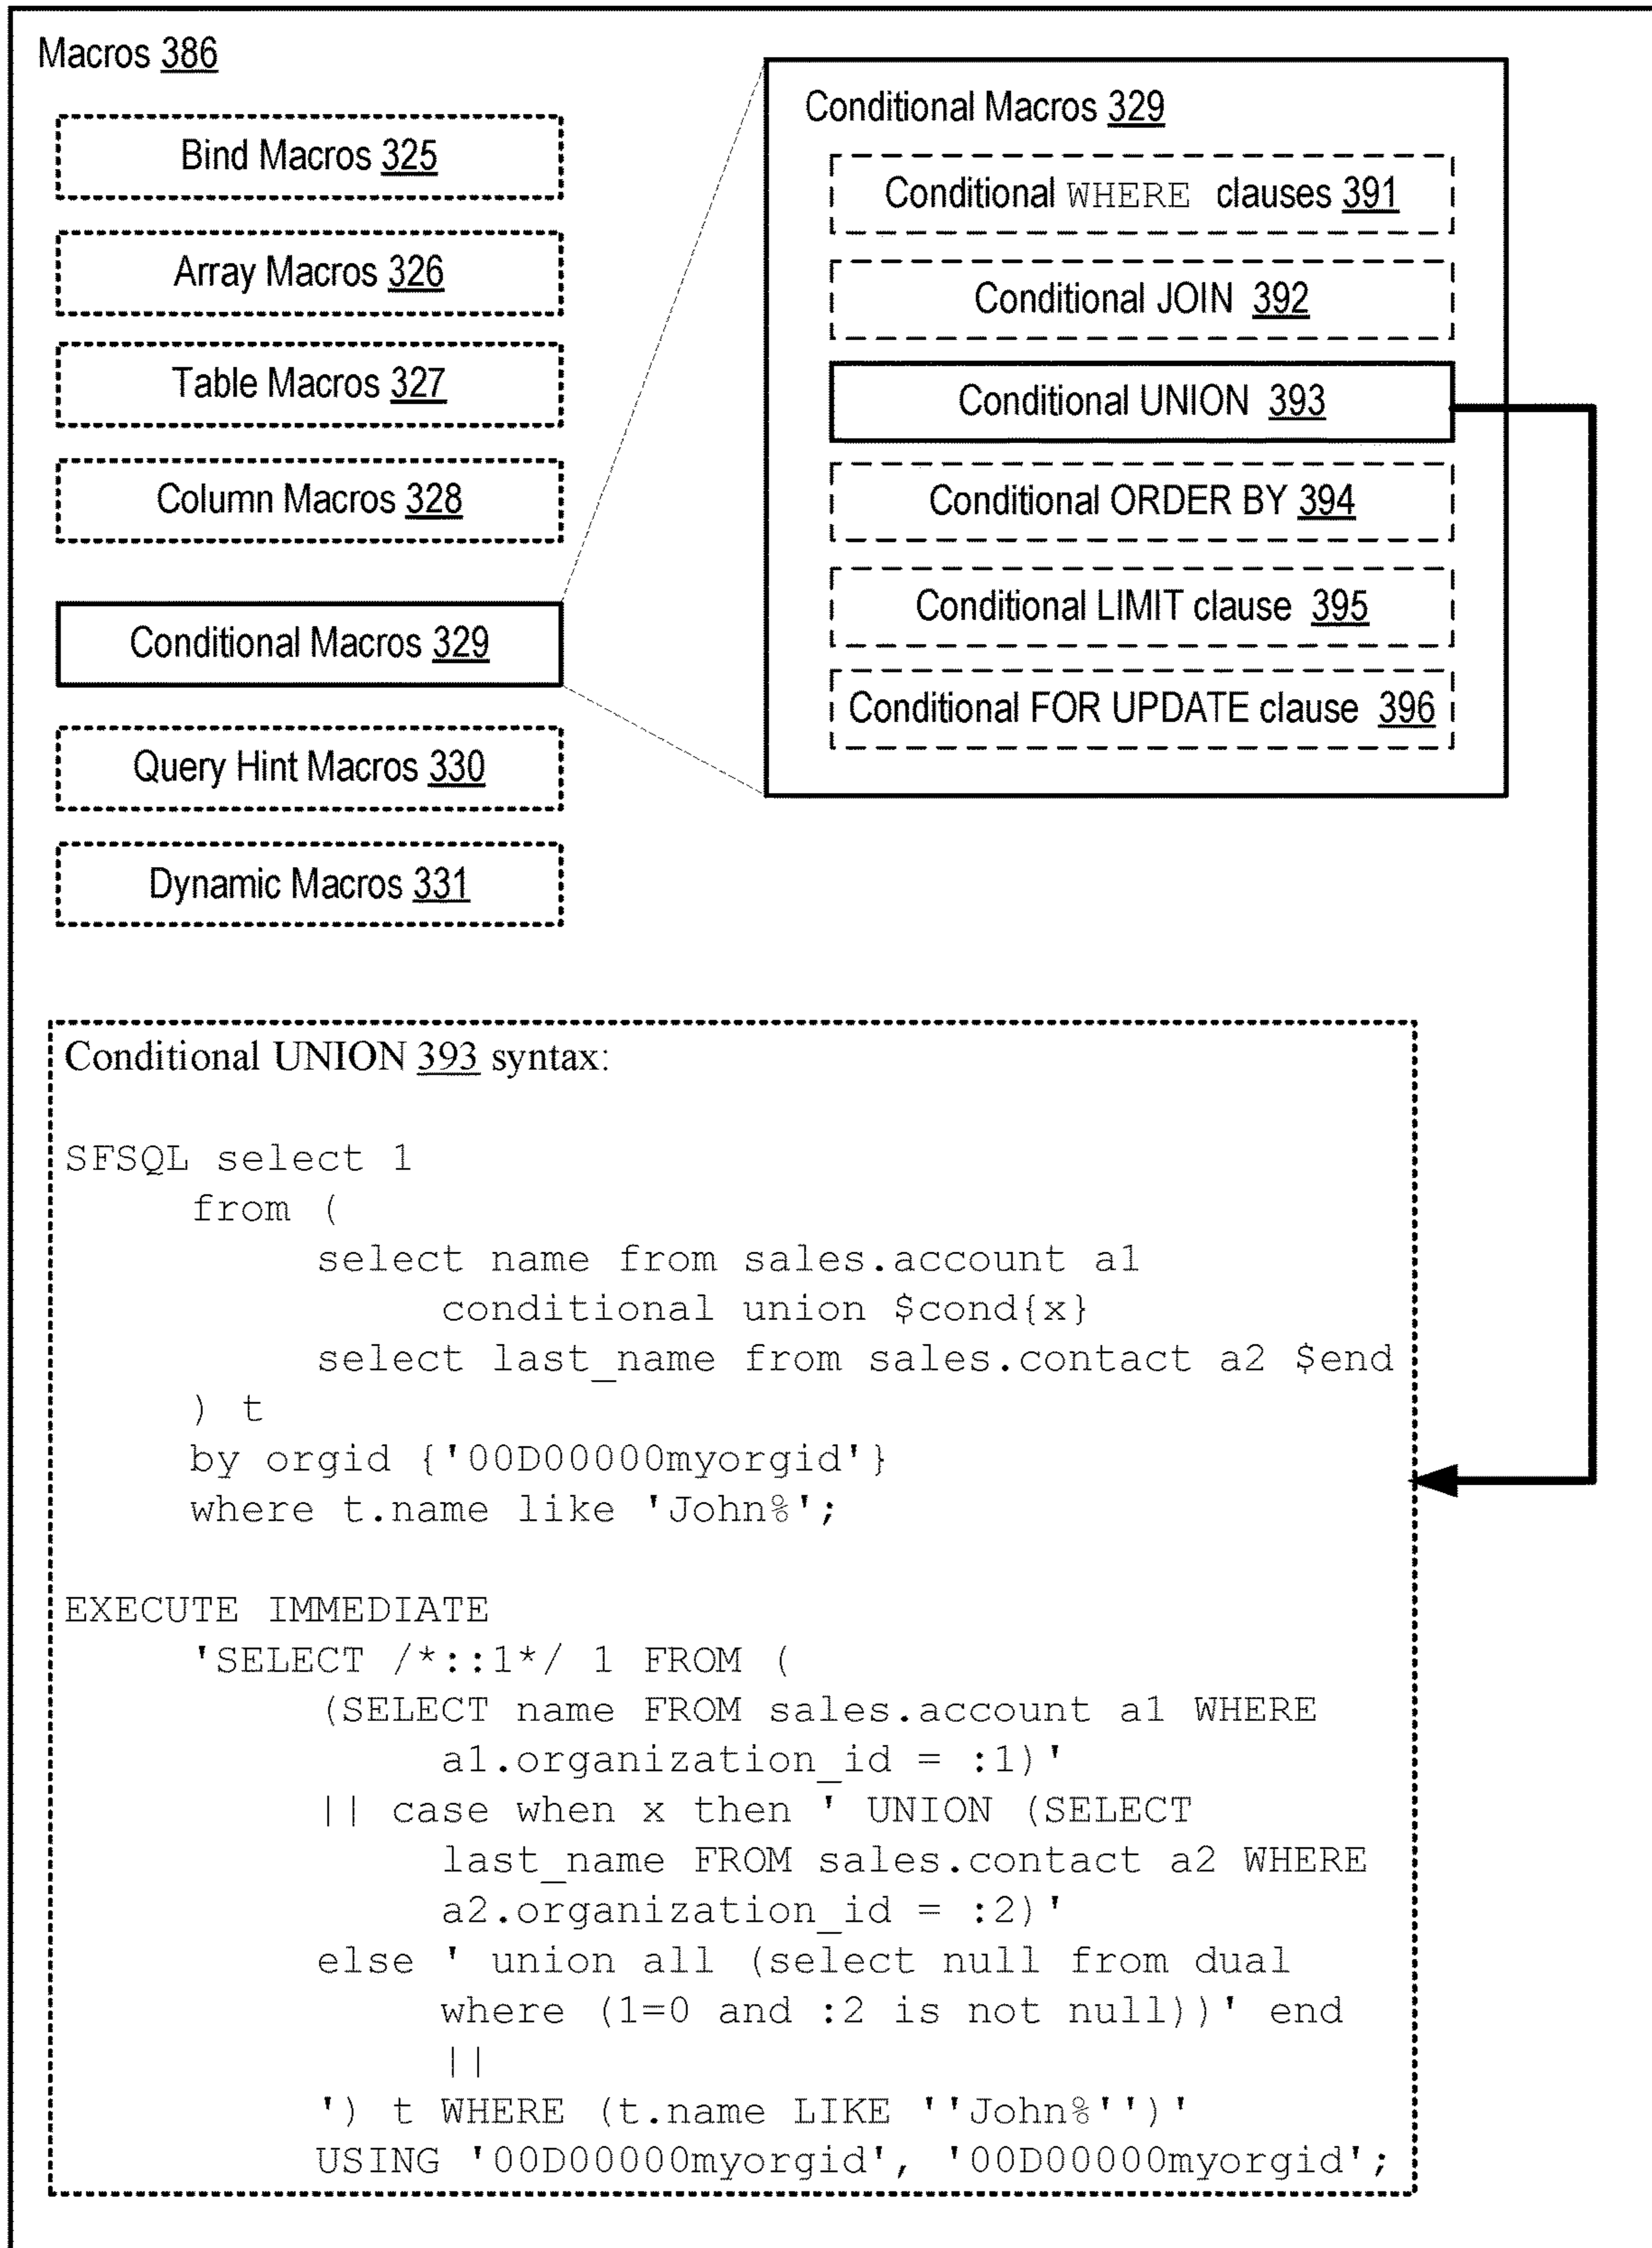 Macros 386
Bind Macros 325
Array Macros 326
Table Macros 327
Column Macros 328
Conditional Macros 329
Query Hint Macros 330
Dynamic Macros 331
Conditional Macros 329
Conditional WHERE clauses 391
Conditional JOIN 392
Conditional UNION 393
Conditional ORDER BY 394
Conditional LIMIT clause 395
Conditional FOR UPDATE clause 396
Conditional UNION 393 syntax:
SFSQL select 1
from (
select name from sales.account a1
conditional union $cond{x}
select last_name from sales.contact a2 $end
) t
by orgid {'00D00000myorgid'}
where t.name like 'John%';
EXECUTE IMMEDIATE
'SELECT /*::1*/ 1 FROM (
(SELECT name FROM sales.account a1 WHERE
a1.organization_id = :1)'
|| case when x then ' UNION (SELECT
last_name FROM sales.contact a2 WHERE
a2.organization_id = :2)'
else ' union all (select null from dual
where (1=0 and :2 is not null))' end
||
') t WHERE (t.name LIKE ''John%'')'
USING '00D00000myorgid', '00D00000myorgid';